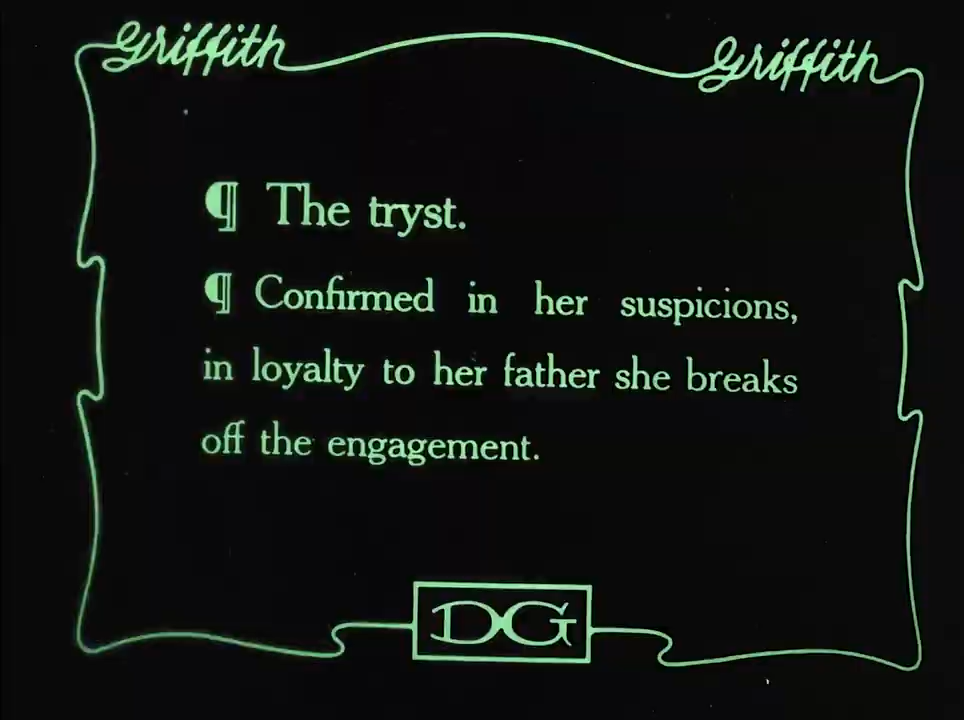 Griffith Griffith
¶ The tryst.
¶ Confirmed in her suspicions,
in loyalty to her father she breaks
off the engagement.
DG